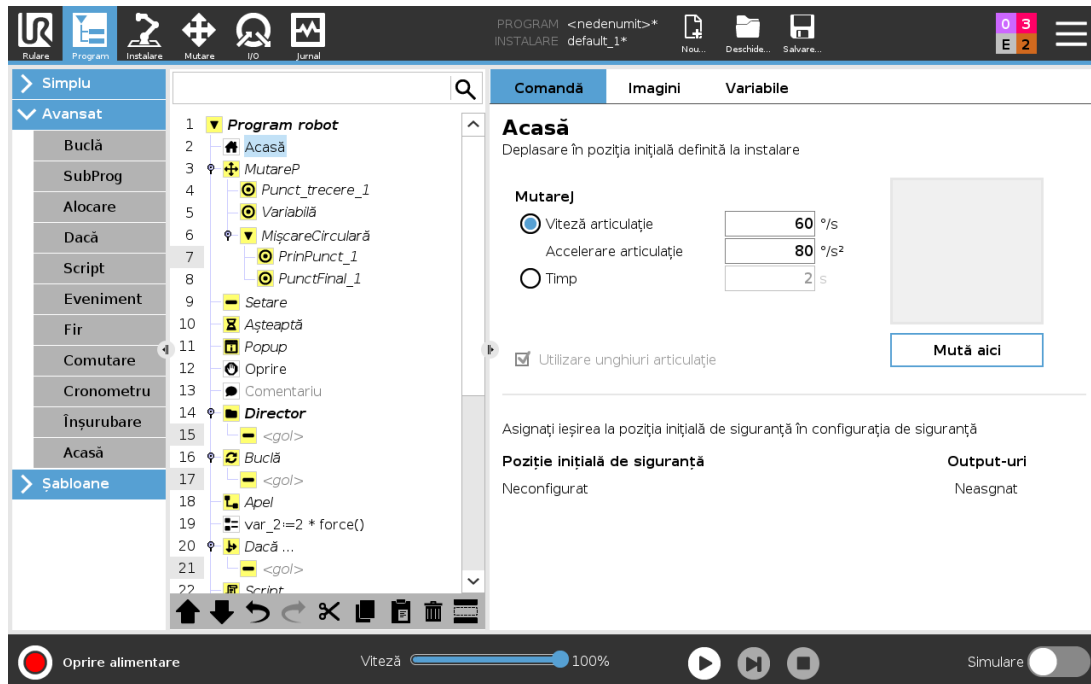 PROGRAM <nedenumit>*
INSTALARE default_1*
Rulare
Program
Instalare
Mutare
I/O
Jurnal
Nou...
Deschide...
Salvare...
0 3
E 2
Simplu
Avansat
Buclă
SubProg
Alocare
Dacă
Script
Eveniment
Fir
Comutare
Cronometru
Înșurubare
Acasă
Șabloane
1 Program robot
2 Acasă
3 MutareP
4 Punct_trecere_1
5 Variabilă
6 MișcareCirculară
7 PrinPunct_1
8 PunctFinal_1
9 Setare
10 Așteaptă
11 Popup
12 Oprire
13 Comentariu
14 Director
15 <gol>
16 Buclă
17 <gol>
18 Apel
19 var_2≔2 * force()
20 Dacă ...
21 <gol>
22 Script
Comandă
Imagini
Variabile
Acasă
Deplasare în poziția inițială definită la instalare
MutareJ
Viteză articulație 60 °/s
Accelerare articulație 80 °/s²
Timp 2 s
Utilizare unghiuri articulație
Mută aici
Asignați ieșirea la poziția inițială de siguranță în configurația de siguranță
Poziție inițială de siguranță
Output-uri
Neconfigurat
Neasgnat
Oprire alimentare
Viteză
100%
Simulare